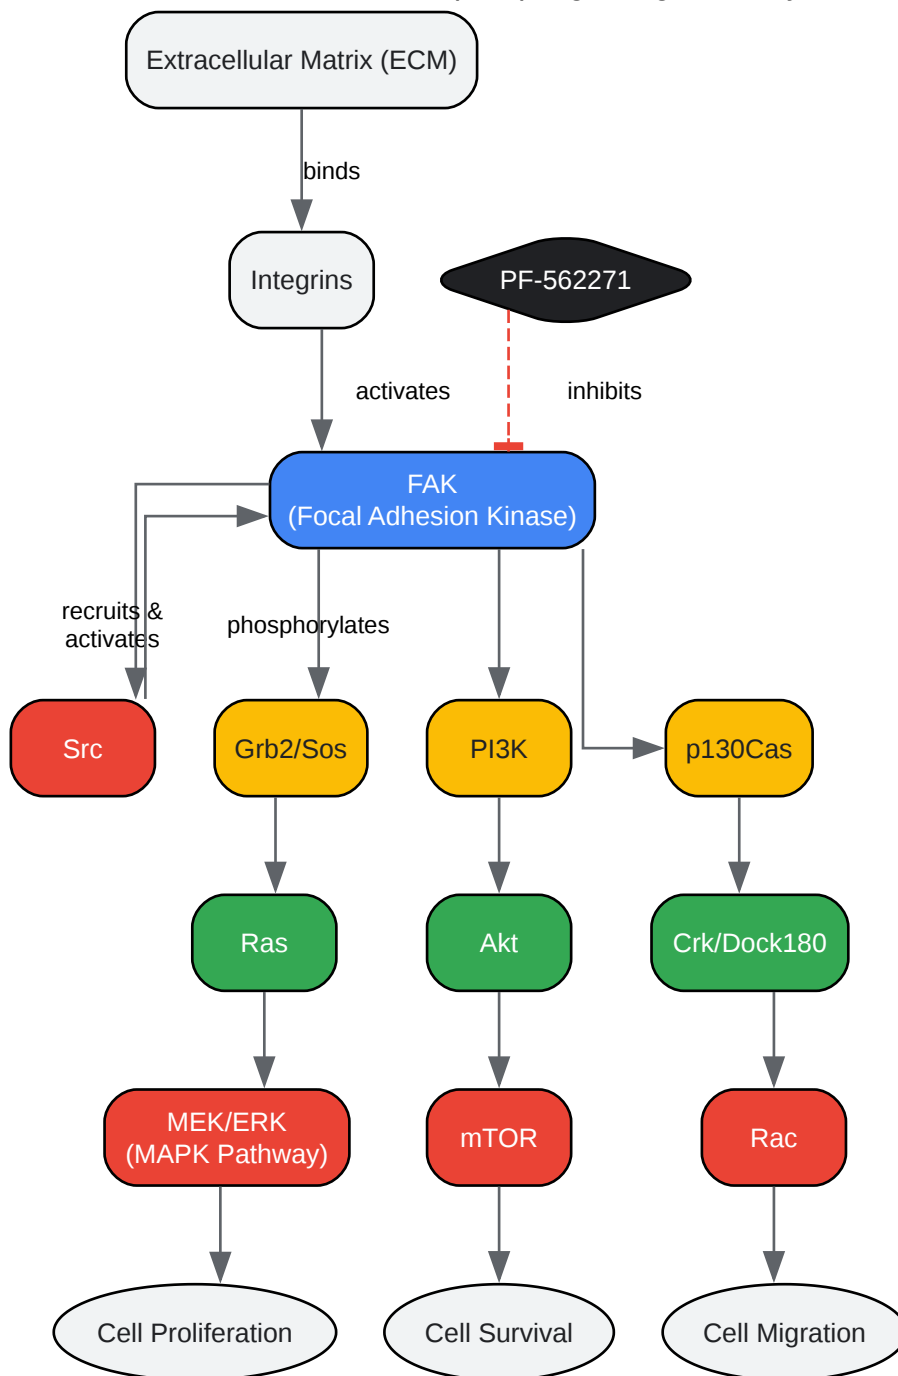 Extracellular Matrix (ECM)
binds
Integrins
PF-562271
activates
inhibits
FAK
(Focal Adhesion Kinase)
recruits &
activates
phosphorylates
Src
Grb2/Sos
PI3K
p130Cas
Ras
Akt
Crk/Dock180
MEK/ERK
(MAPK Pathway)
mTOR
Rac
Cell Proliferation
Cell Survival
Cell Migration